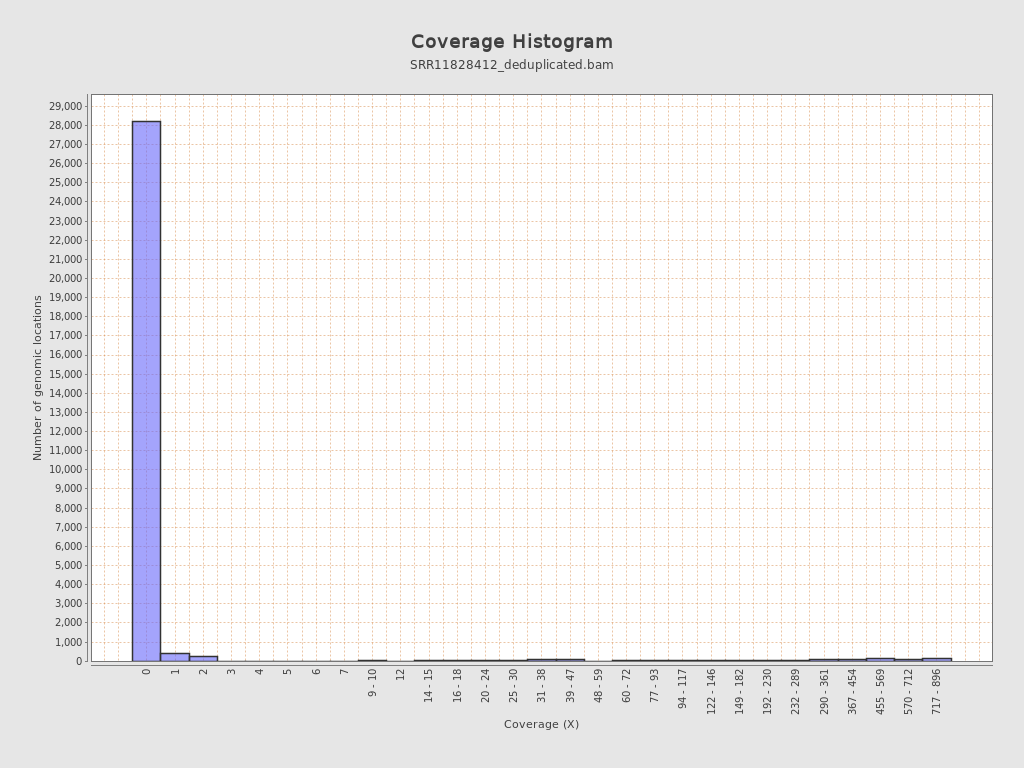 Coverage Histogram
SRR11828412_deduplicated.bam
29,000
28,000
27,000
26,000
25,000
24,000
23,000
22,000
21,000
20,000
19,000
18,000
17,000
16,000
15,000
14,000
13,000
12,000
11,000
10,000
9,000
8,000
7,000
6,000
5,000
4,000
3,000
2,000
1,000
0
Number of genomic locations
0
1
2
3
4
5
6
7
9 - 10
12
14 - 15
16 - 18
20 - 24
25 - 30
31 - 38
39 - 47
48 - 59
60 - 72
77 - 93
94 - 117
122 - 146
149 - 182
192 - 230
232 - 289
290 - 361
367 - 454
455 - 569
570 - 712
717 - 896
Coverage (X)